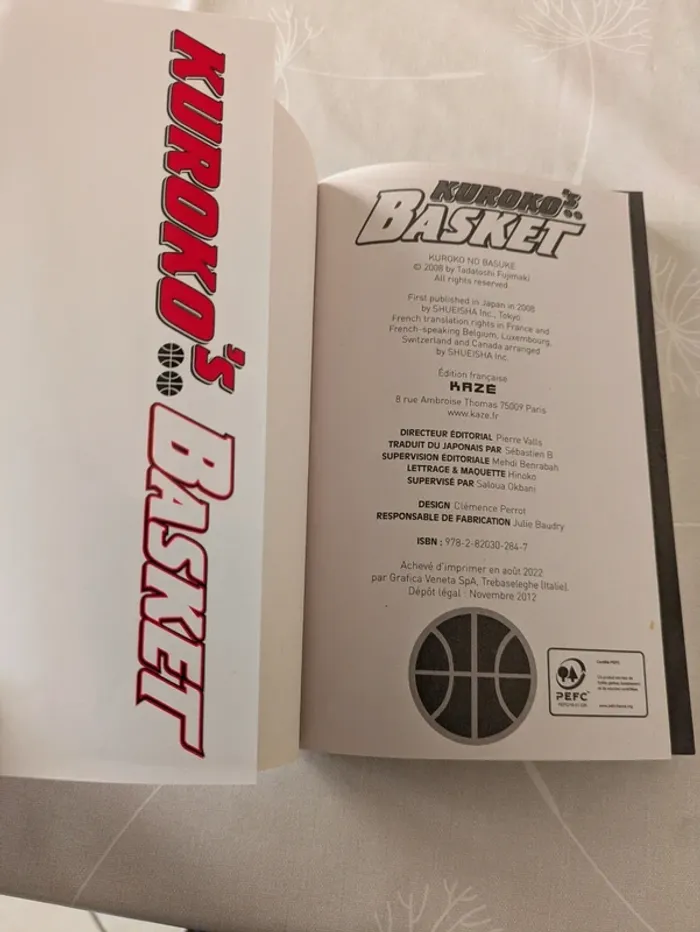 KUROKO's BASKET
KUROKO's
BASKET
KUROKO NO BASUKE
© 2008 by Tadatoshi Fujimaki
All rights reserved
First published in Japan in 2008
by SHUEISHA Inc., Tokyo.
French translation rights in France and
French-speaking Belgium, Luxembourg,
Switzerland and Canada arranged
by SHUEISHA Inc.
Édition française
KAZÉ
8 rue Ambroise Thomas 75009 Paris
www.kaze.fr
DIRECTEUR ÉDITORIAL Pierre Valls
TRADUIT DU JAPONAIS PAR Sébastien B
SUPERVISION ÉDITORIALE Mehdi Benrabah
LETTRAGE & MAQUETTE Hinoko
SUPERVISÉ PAR Saloua Okbani
DESIGN Clémence Perrot
RESPONSABLE DE FABRICATION Julie Baudry
ISBN : 978-2-82030-284-7
Achevé d'imprimer en août 2022
par Grafica Veneta SpA, Trebaseleghe (Italie).
Dépôt légal : Novembre 2012
PEFC